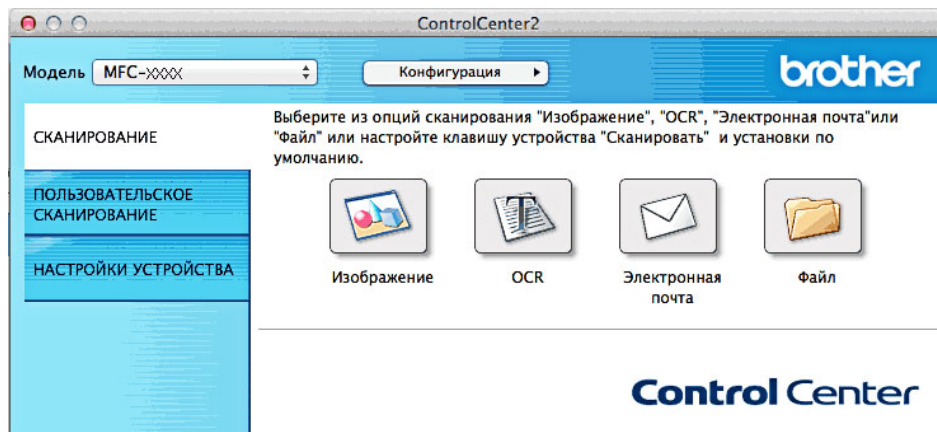 ControlCenter2
Модель MFC-XXXX Конфигурация brother
СКАНИРОВАНИЕ
ПОЛЬЗОВАТЕЛЬСКОЕ
СКАНИРОВАНИЕ
НАСТРОЙКИ УСТРОЙСТВА
Выберите из опций сканирования "Изображение", "OCR", "Электронная почта"или
"Файл" или настройте клавишу устройства "Сканировать" и установки по
умолчанию.
Изображение
OCR
Электронная
почта
Файл
Control Center